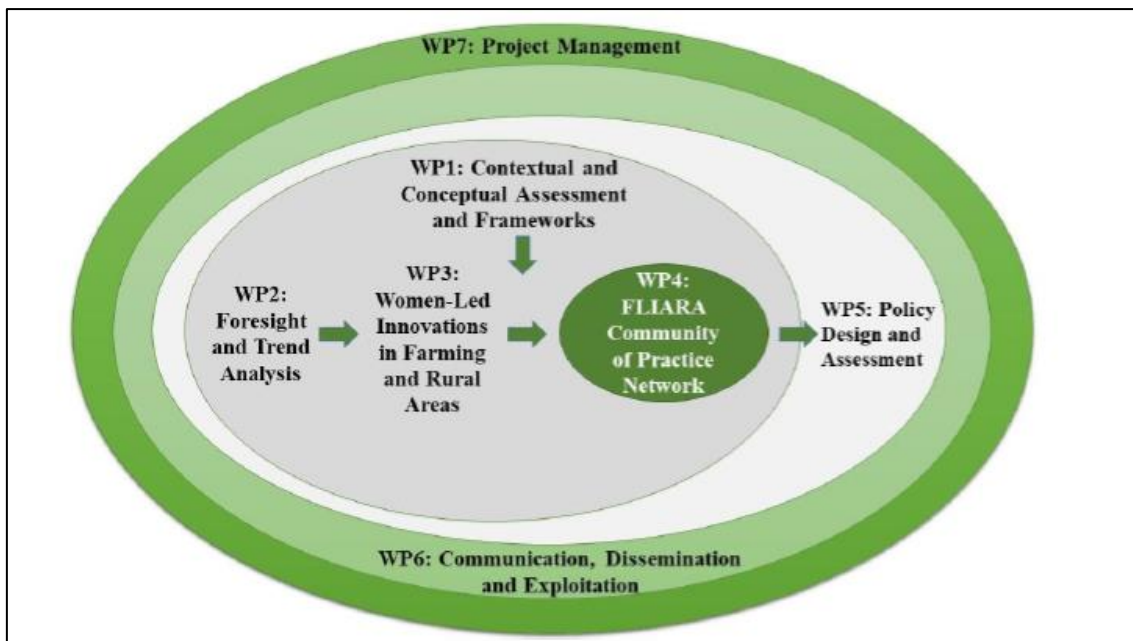 WP7: Project Management
WP1: Contextual and
Conceptual Assessment
and Frameworks
WP2:
Foresight
and Trend
Analysis
WP3:
Women-Led
Innovations
in Farming
and Rural
Areas
WP4:
FLIARA
Community
of Practice
Network
WP5: Policy
Design and
Assessment
WP6: Communication, Dissemination
and Exploitation